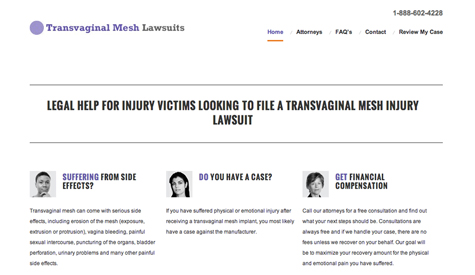 1-888-602-4228
Transvaginal Mesh Lawsuits
Home / Attorneys / FAQ's / Contact / Review My Case
LEGAL HELP FOR INJURY VICTIMS LOOKING TO FILE A TRANSVAGINAL MESH INJURY
LAWSUIT
SUFFERING FROM SIDE
EFFECTS?
Transvaginal mesh can come with serious side
effects, including erosion of the mesh (exposure,
extrusion or protrusion), vagina bleeding, painful
sexual intercourse, puncturing of the organs, bladder
perforation, urinary problems and many other painful
side effects.
DO YOU HAVE A CASE?
If you have suffered physical or emotional injury after
receiving a transvaginal mesh implant, you most likely
have a case against the manufacturer.
GET FINANCIAL
COMPENSATION
Call our attorneys for a free consultation and find out
what your next steps should be. Consultations are
always free and if we handle your case, there are no
fees unless we recover on your behalf. Our goal will
be to maximize your recovery amount for the physical
and emotional pain you have suffered.